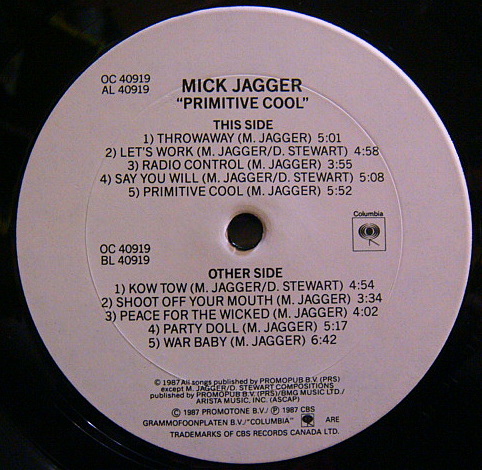 OC 40919
AL 40919
MICK JAGGER
"PRIMITIVE COOL"
THIS SIDE
1) THROWAWAY (M. JAGGER) 5:01
2) LET'S WORK (M. JAGGER/D. STEWART) 4:58
3) RADIO CONTROL (M. JAGGER) 3:55
4) SAY YOU WILL (M. JAGGER/D. STEWART) 5:08
5) PRIMITIVE COOL (M. JAGGER) 5:52
Columbia
OC 40919
BL 40919
OTHER SIDE
1) KOW TOW (M. JAGGER/D. STEWART) 4:54
2) SHOOT OFF YOUR MOUTH (M. JAGGER) 3:34
3) PEACE FOR THE WICKED (M. JAGGER) 4:02
4) PARTY DOLL (M. JAGGER) 5:17
5) WAR BABY (M. JAGGER) 6:42
© 1987 All songs published by PROMOPUB B.V. (PRS)
except M. JAGGER/D. STEWART COMPOSITIONS
published by PROMOPUB B.V. (PRS)/BMG MUSIC LTD./
ARISTA MUSIC, INC. (ASCAP)
© 1987 PROMOTONE B.V./ ℗ 1987 CBS
GRAMMOFOONPLATEN B.V./"COLUMBIA" ARE
TRADEMARKS OF CBS RECORDS CANADA LTD.